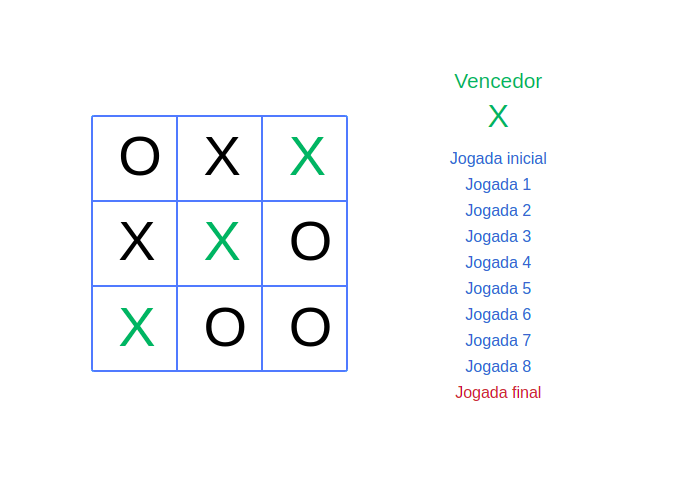 O X X
X X O
X O O
Vencedor
X
Jogada inicial
Jogada 1
Jogada 2
Jogada 3
Jogada 4
Jogada 5
Jogada 6
Jogada 7
Jogada 8
Jogada final